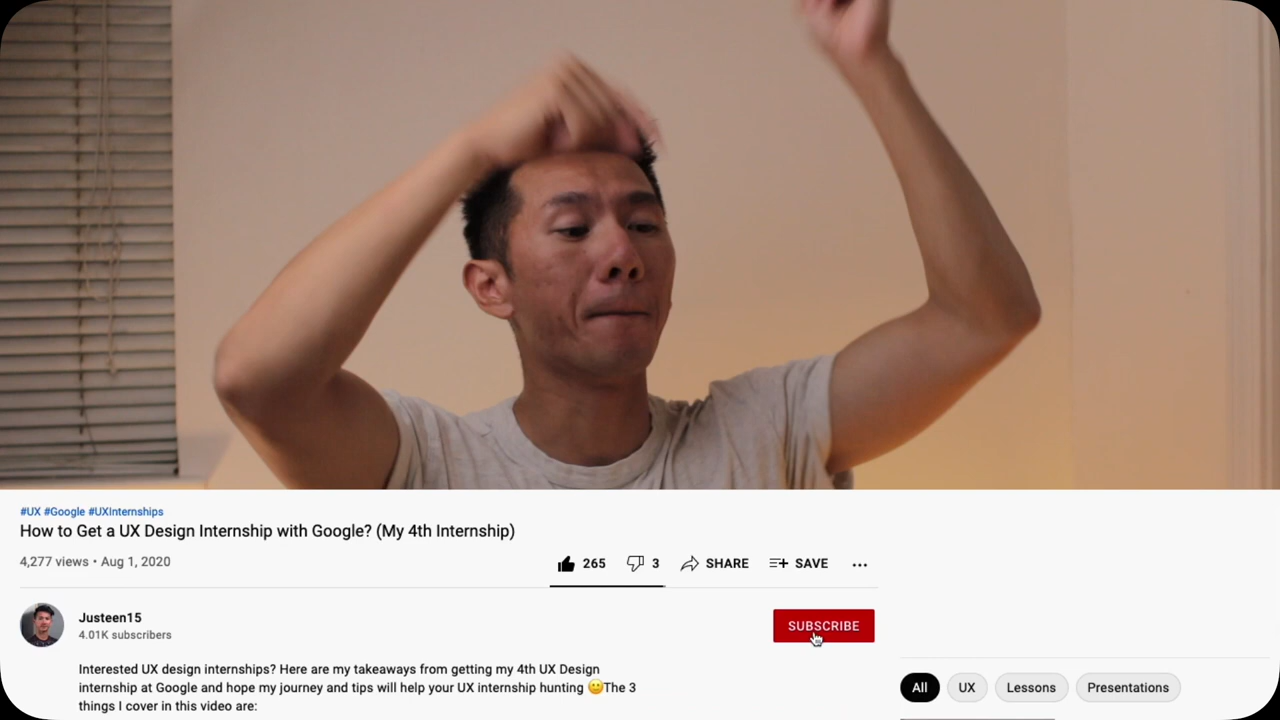 #UX #Google #UXInternships
How to Get a UX Design Internship with Google? (My 4th Internship)
4,277 views • Aug 1, 2020
265 3 SHARE SAVE
Justeen15
4.01K subscribers
SUBSCRIBE
Interested UX design internships? Here are my takeaways from getting my 4th UX Design
internship at Google and hope my journey and tips will help your UX internship hunting 😀The 3
things I cover in this video are:
All UX Lessons Presentations